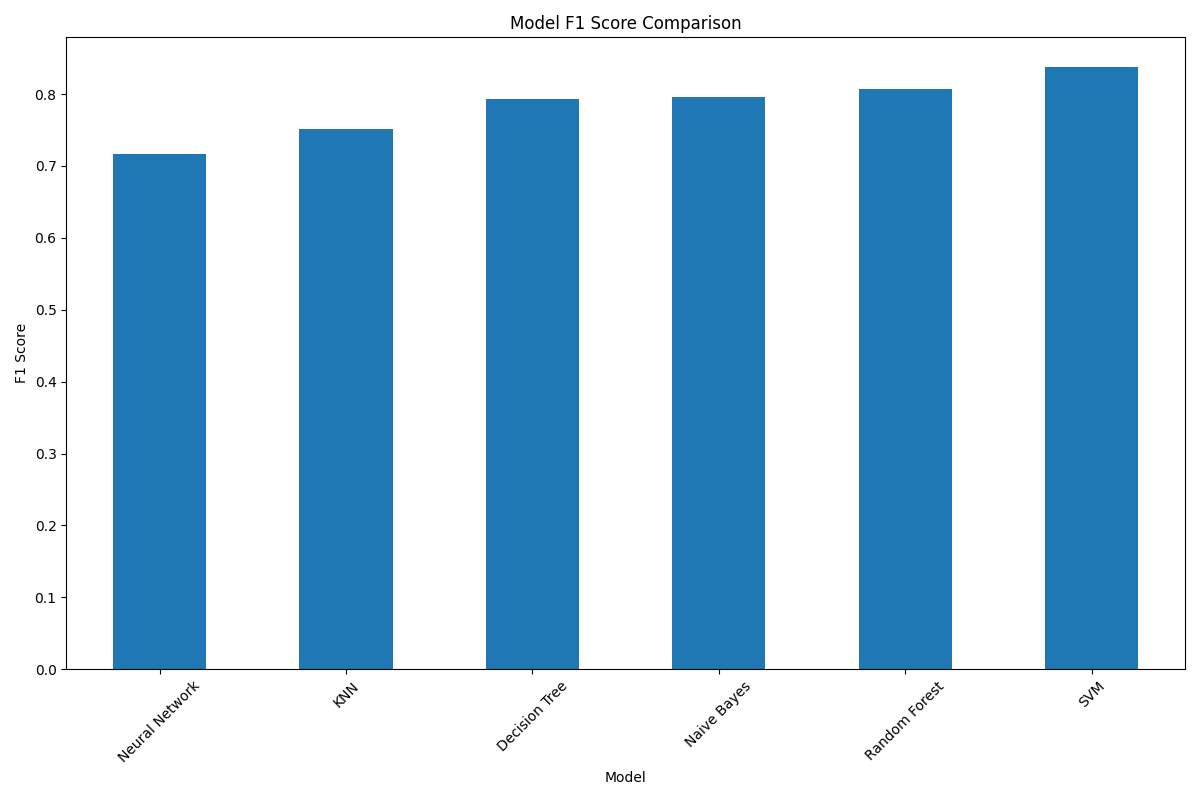 Model F1 Score Comparison
F1 Score
0.8
0.7
0.6
0.5
0.4
0.3
0.2
0.1
0.0
Neural Network
KNN
Decision Tree
Naive Bayes
Random Forest
SVM
Model